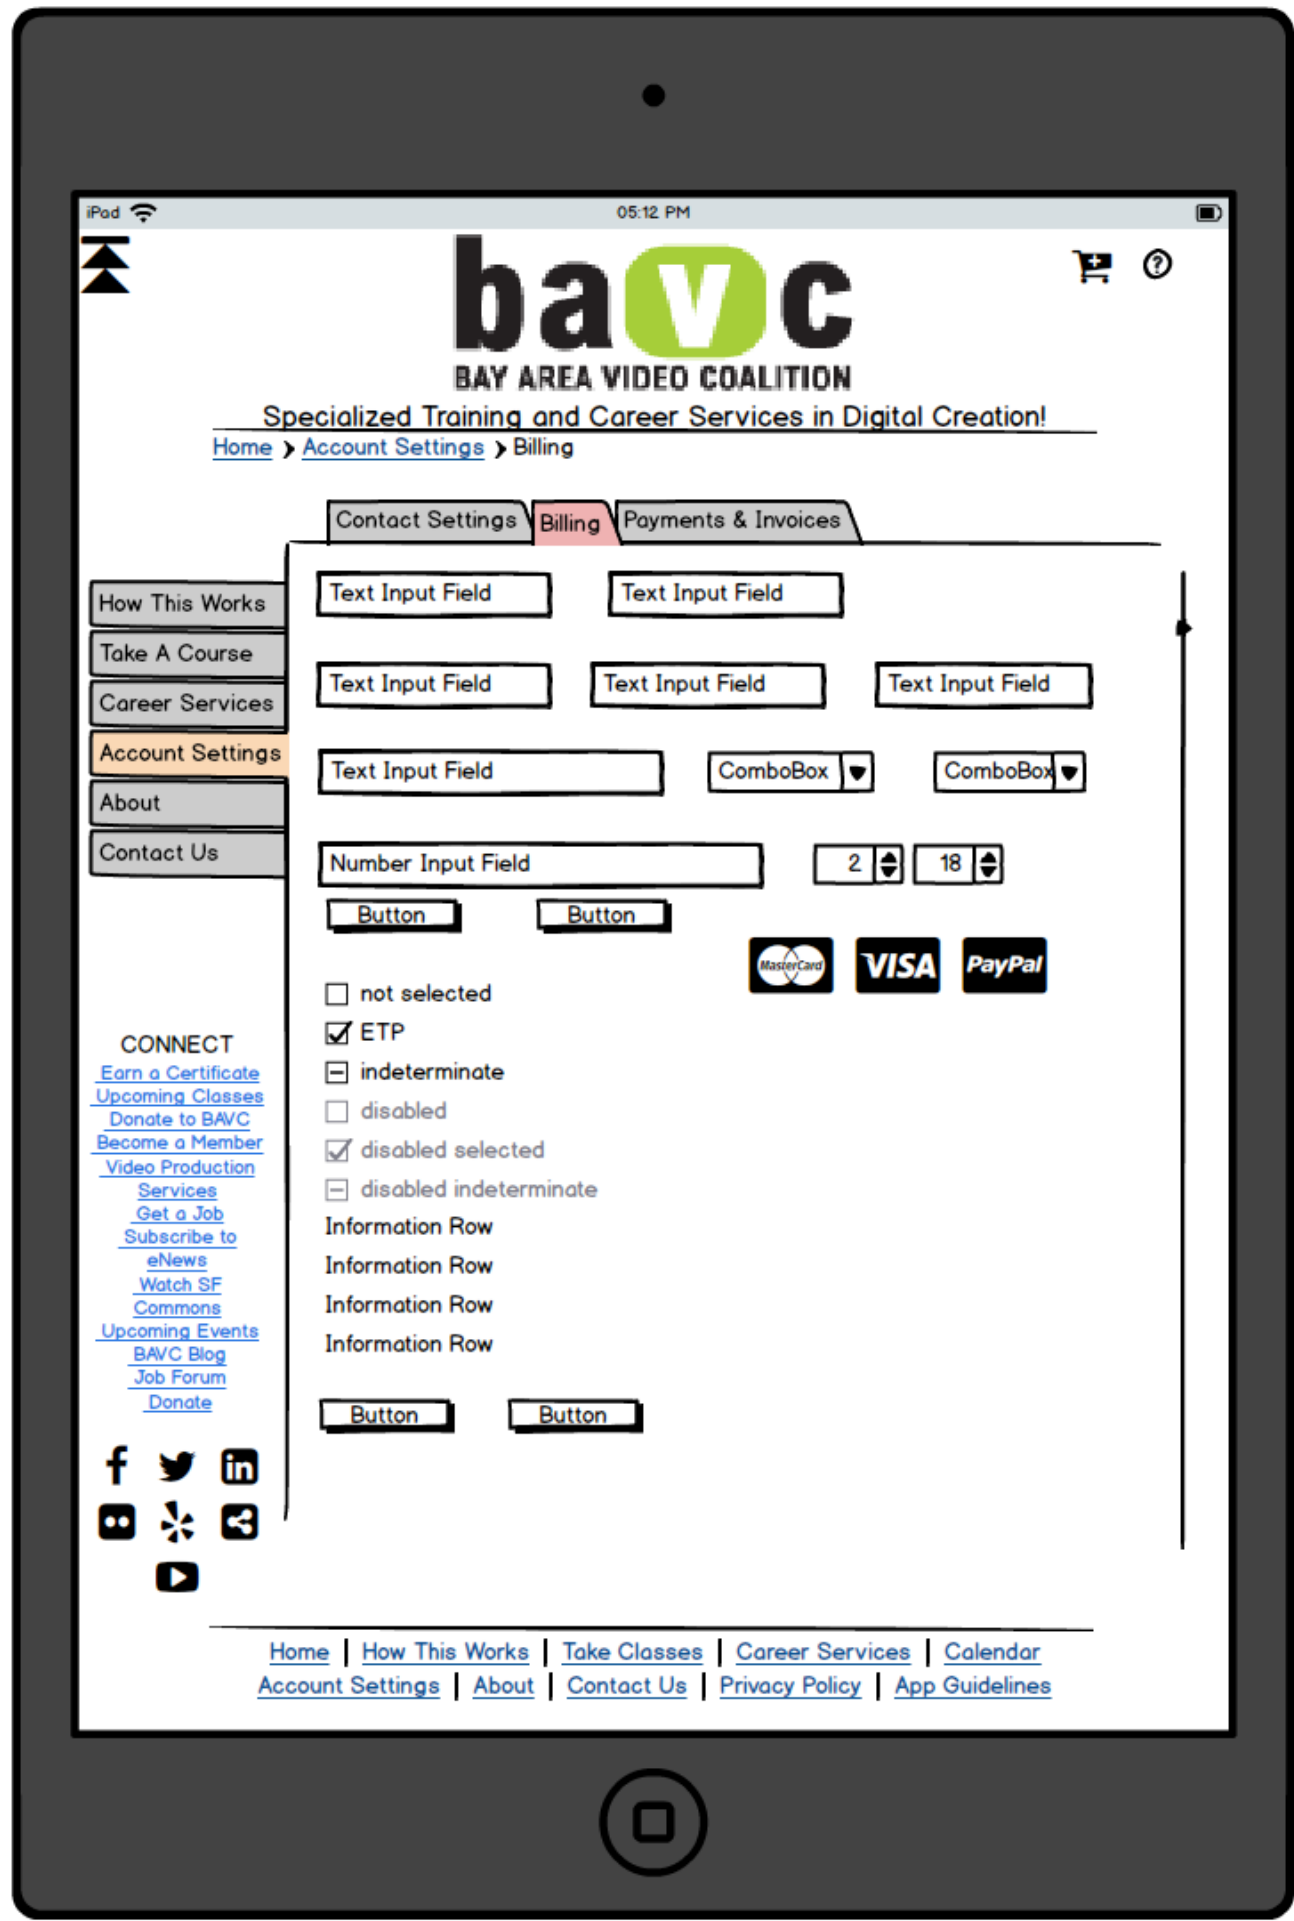 iPad 05:12 PM
bavc
BAY AREA VIDEO COALITION
Specialized Training and Career Services in Digital Creation!
Home > Account Settings > Billing
Contact Settings Billing Payments & Invoices
How This Works
Take A Course
Career Services
Account Settings
About
Contact Us
Text Input Field Text Input Field
Text Input Field Text Input Field Text Input Field
Text Input Field ComboBox ComboBox
Number Input Field 2 18
Button Button
MasterCard VISA PayPal
not selected
ETP
indeterminate
disabled
disabled selected
disabled indeterminate
Information Row
Information Row
Information Row
Information Row
Button Button
CONNECT
Earn a Certificate
Upcoming Classes
Donate to BAVC
Become a Member
Video Production
Services
Get a Job
Subscribe to
eNews
Watch SF
Commons
Upcoming Events
BAVC Blog
Job Forum
Donate
Home | How This Works | Take Classes | Career Services | Calendar
Account Settings | About | Contact Us | Privacy Policy | App Guidelines